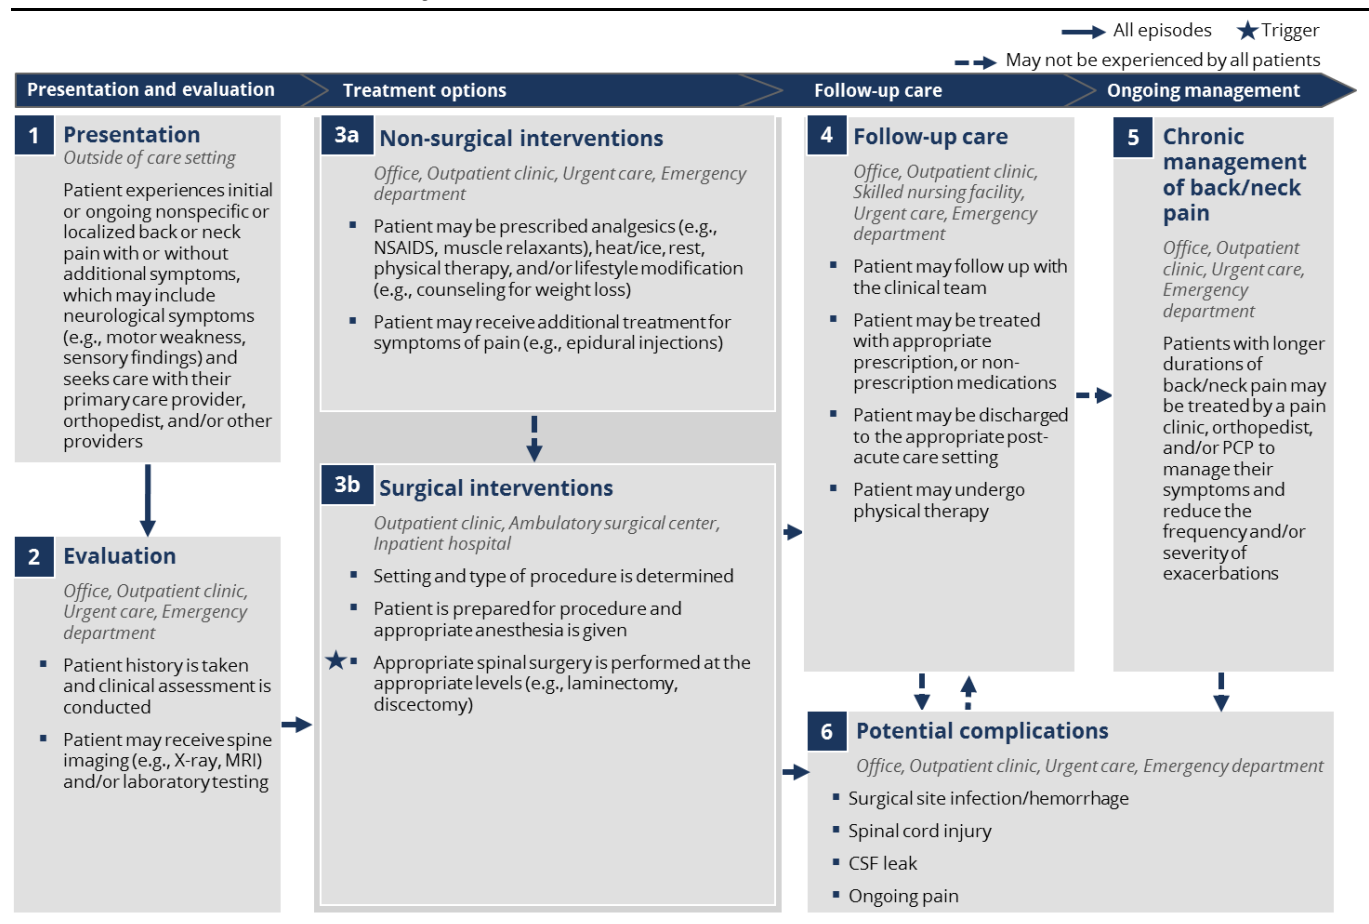 All episodes
Trigger
May not be experienced by all patients
Presentation and evaluation
Treatment options
Follow-up care
Ongoing management
1
Presentation
Outside of care setting
Patient experiences initial
or ongoing nonspecific or
localized back or neck
pain with or without
additional symptoms,
which may include
neurological symptoms
(e.g., motor weakness,
sensory findings) and
seeks care with their
primary care provider,
orthopedist, and/or other
providers
2
Evaluation
Office, Outpatient clinic,
Urgent care, Emergency
department
▪ Patient history is taken
and clinical assessment is
conducted
▪ Patient may receive spine
imaging (e.g., X-ray, MRI)
and/or laboratory testing
3a
Non-surgical interventions
Office, Outpatient clinic, Urgent care, Emergency
department
▪ Patient may be prescribed analgesics (e.g.,
NSAIDS, muscle relaxants), heat/ice, rest,
physical therapy, and/or lifestyle modification
(e.g., counseling for weight loss)
▪ Patient may receive additional treatment for
symptoms of pain (e.g., epidural injections)
3b
Surgical interventions
Outpatient clinic, Ambulatory surgical center,
Inpatient hospital
▪ Setting and type of procedure is determined
▪ Patient is prepared for procedure and
appropriate anesthesia is given
▪ Appropriate spinal surgery is performed at the
appropriate levels (e.g., laminectomy,
discectomy)
4
Follow-up care
Office, Outpatient clinic,
Skilled nursing facility,
Urgent care, Emergency
department
▪ Patient may follow up with
the clinical team
▪ Patient may be treated
with appropriate
prescription, or non-
prescription medications
▪ Patient may be discharged
to the appropriate post-
acute care setting
▪ Patient may undergo
physical therapy
5
Chronic
management
of back/neck
pain
Office, Outpatient
clinic, Urgent care,
Emergency
department
Patients with longer
durations of
back/neck pain may
be treated by a pain
clinic, orthopedist,
and/or PCP to
manage their
symptoms and
reduce the
frequency and/or
severity of
exacerbations
6
Potential complications
Office, Outpatient clinic, Urgent care, Emergency department
▪ Surgical site infection/hemorrhage
▪ Spinal cord injury
▪ CSF leak
▪ Ongoing pain